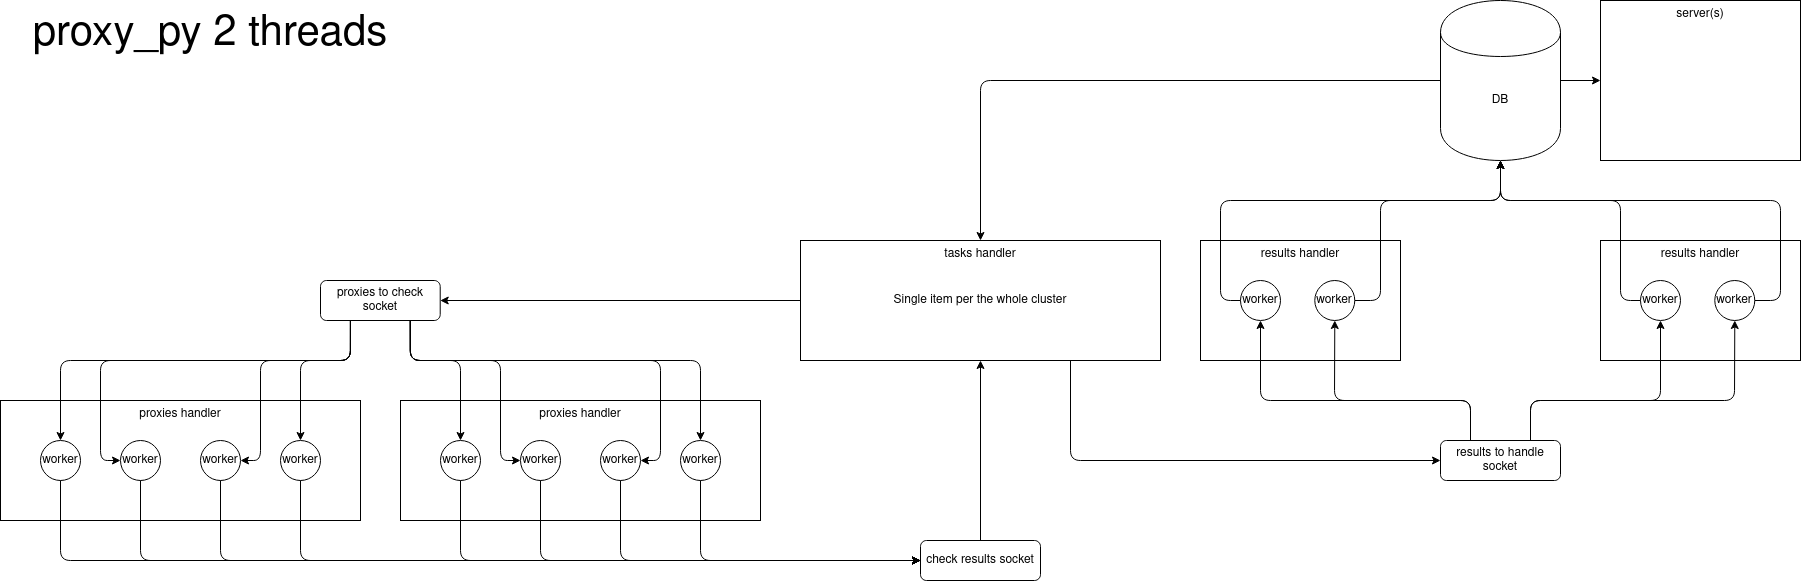 proxy_py 2 threads
server(s)
DB
tasks handler
Single item per the whole cluster
results handler
worker
worker
results handler
worker
worker
proxies to check
socket
proxies handler
worker
worker
worker
worker
proxies handler
worker
worker
worker
worker
results to handle
socket
check results socket